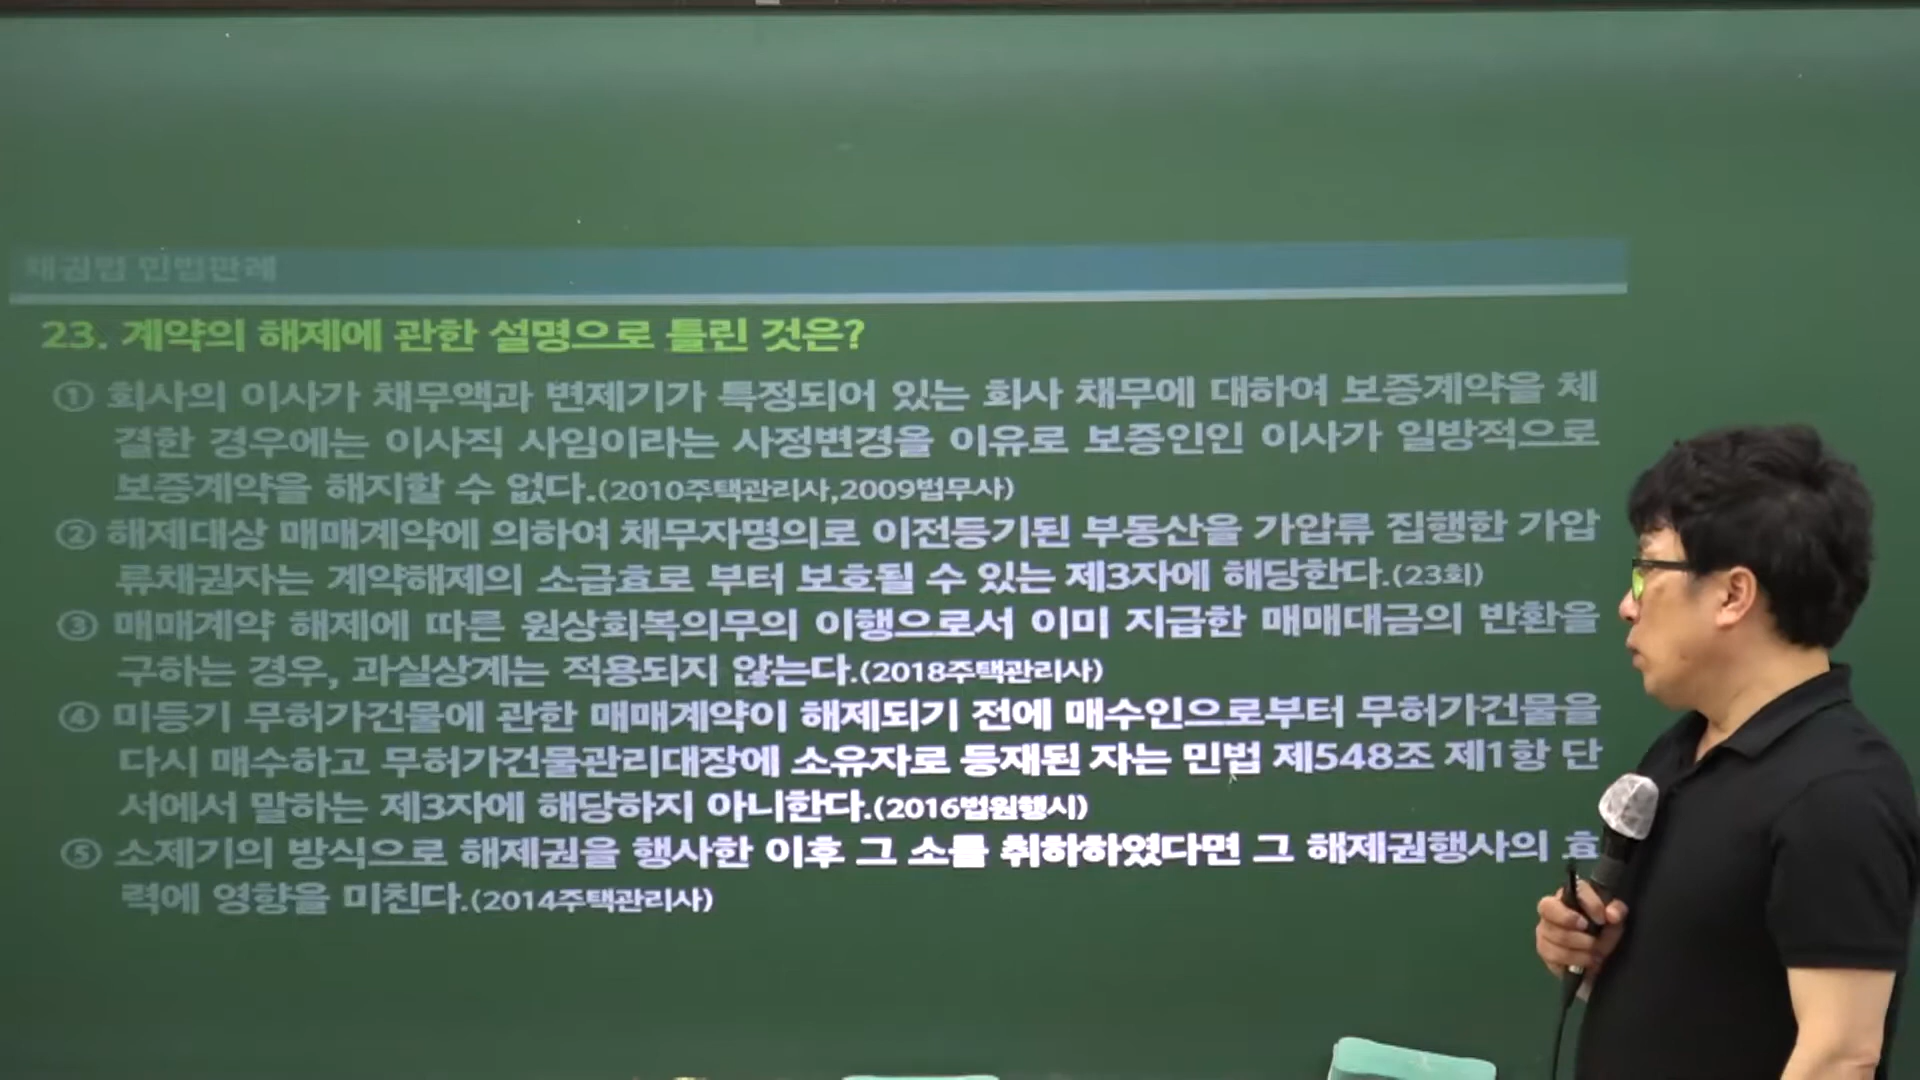 채권법 민법판례
23. 계약의 해제에 관한 설명으로 틀린 것은?
① 회사의 이사가 채무액과 변제기가 특정되어 있는 회사 채무에 대하여 보증계약을 체
결한 경우에는 이사직 사임이라는 사정변경을 이유로 보증인인 이사가 일방적으로
보증계약을 해지할 수 없다.(2010주택관리사,2009법무사)
② 해제대상 매매계약에 의하여 채무자명의로 이전등기된 부동산을 가압류 집행한 가압
류채권자는 계약해제의 소급효로 부터 보호될 수 있는 제3자에 해당한다.(23회)
③ 매매계약 해제에 따른 원상회복의무의 이행으로서 이미 지급한 매매대금의 반환을
구하는 경우, 과실상계는 적용되지 않는다.(2018주택관리사)
④ 미등기 무허가건물에 관한 매매계약이 해제되기 전에 매수인으로부터 무허가건물을
다시 매수하고 무허가건물관리대장에 소유자로 등재된 자는 민법 제548조 제1항 단
서에서 말하는 제3자에 해당하지 아니한다.(2016법원행시)
⑤ 소제기의 방식으로 해제권을 행사한 이후 그 소를 취하하였다면 그 해제권행사의 효
력에 영향을 미친다.(2014주택관리사)